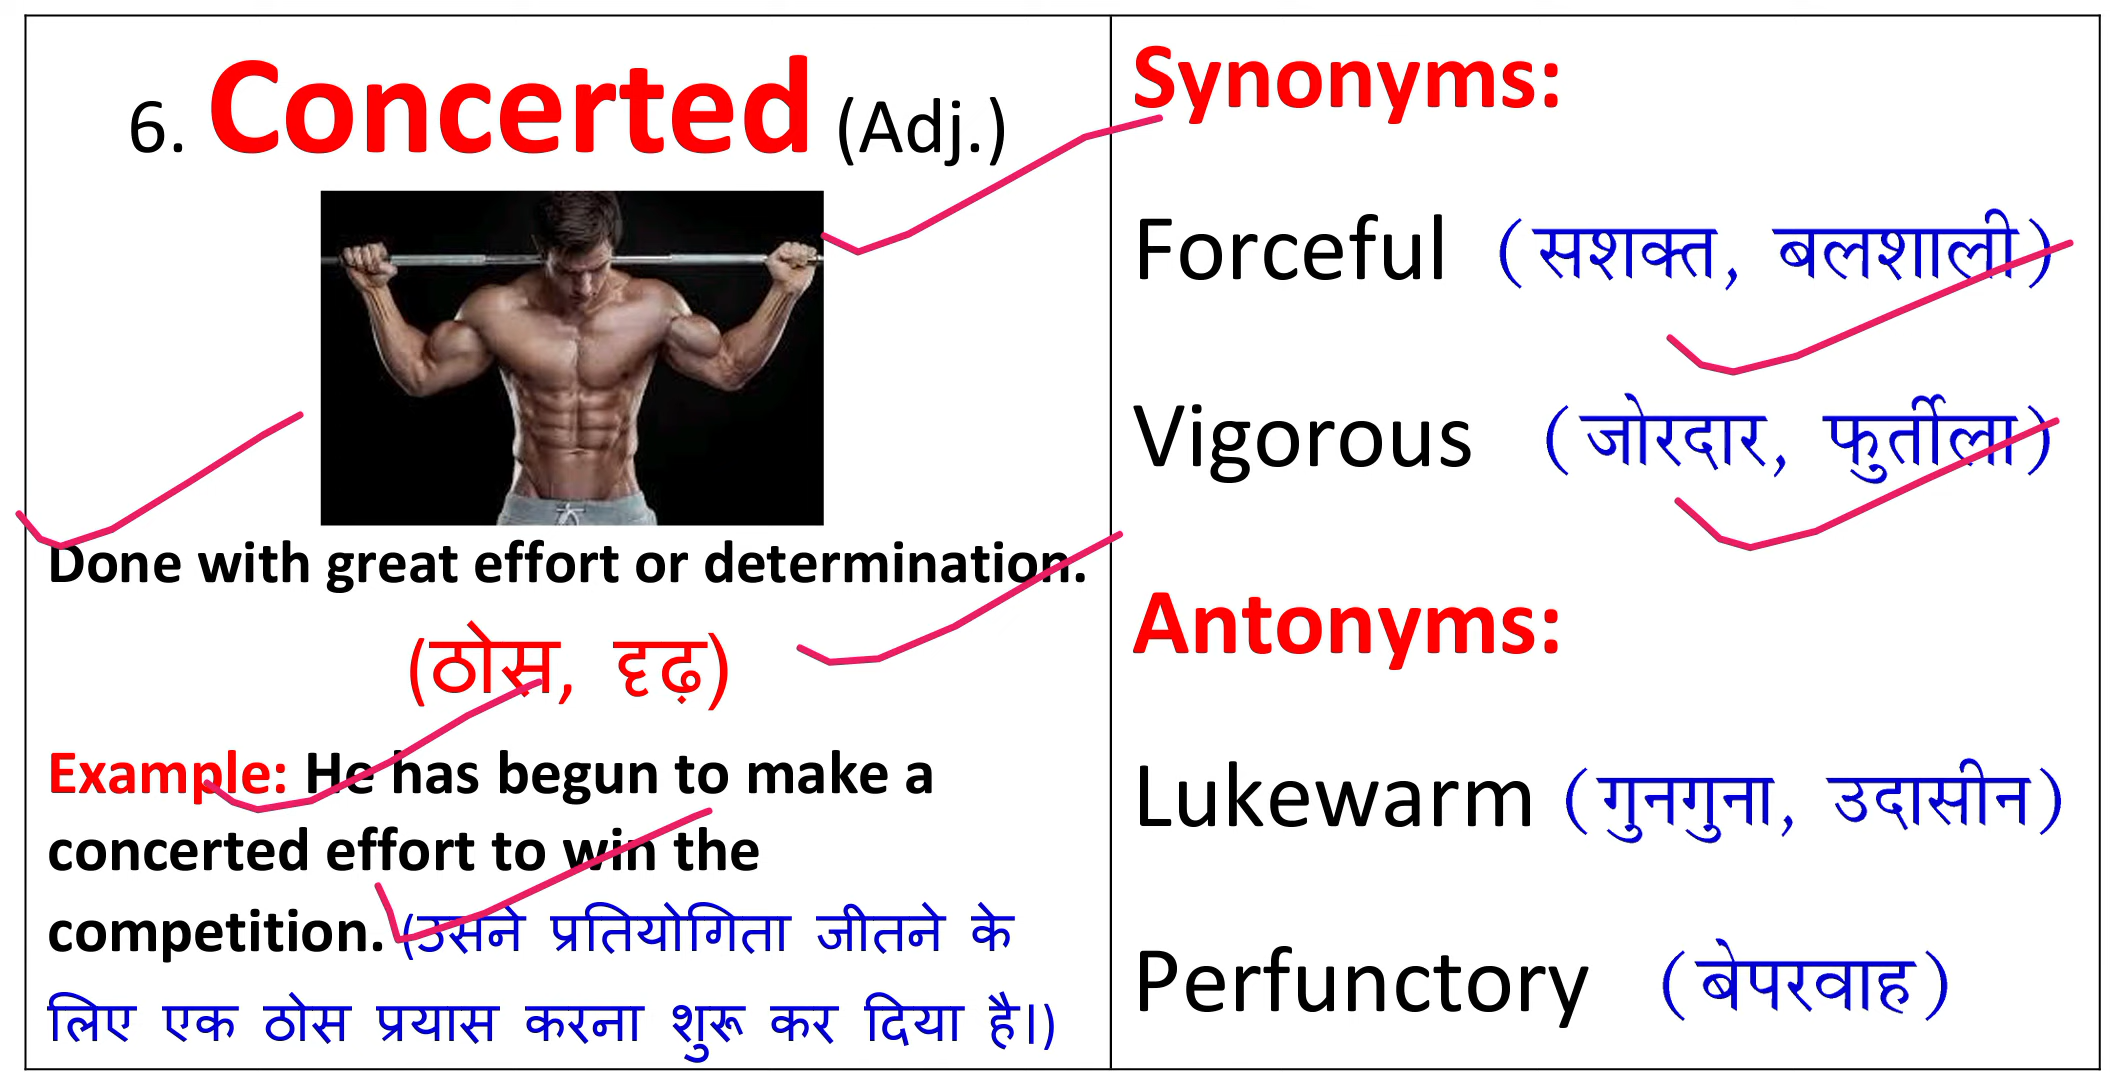 6. Concerted (Adj.)
Done with great effort or determination.
(ठोस, दृढ़)
Example: He has begun to make a
concerted effort to win the
competition. (उसने प्रतियोगिता जीतने के
लिए एक ठोस प्रयास करना शुरू कर दिया है।)
Synonyms:
Forceful (सशक्त, बलशाली)
Vigorous (जोरदार, फुर्तीला)
Antonyms:
Lukewarm (गुनगुना, उदासीन)
Perfunctory (बेपरवाह)